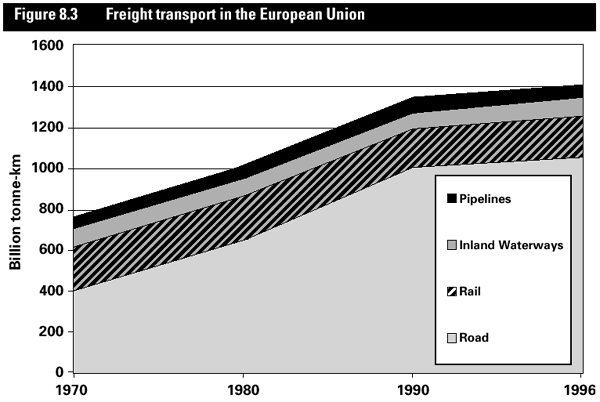 Figure 8.3 Freight transport in the European Union
1600
1400
1200
1000
800
600
400
200
0
Billion tonne-km
Pipelines
Inland Waterways
Rail
Road
1970
1980
1990
1996